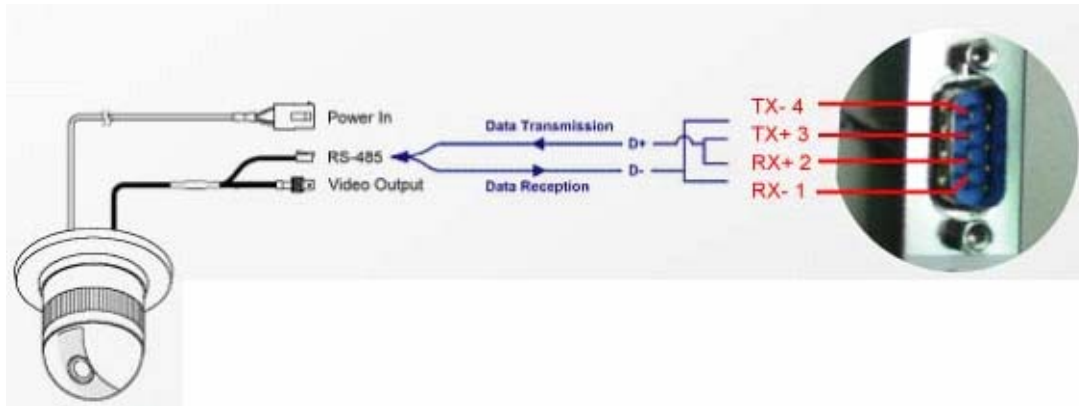 Power In
RS-485
Video Output
Data Transmission
D+
D-
Data Reception
TX- 4
TX+ 3
RX+ 2
RX- 1